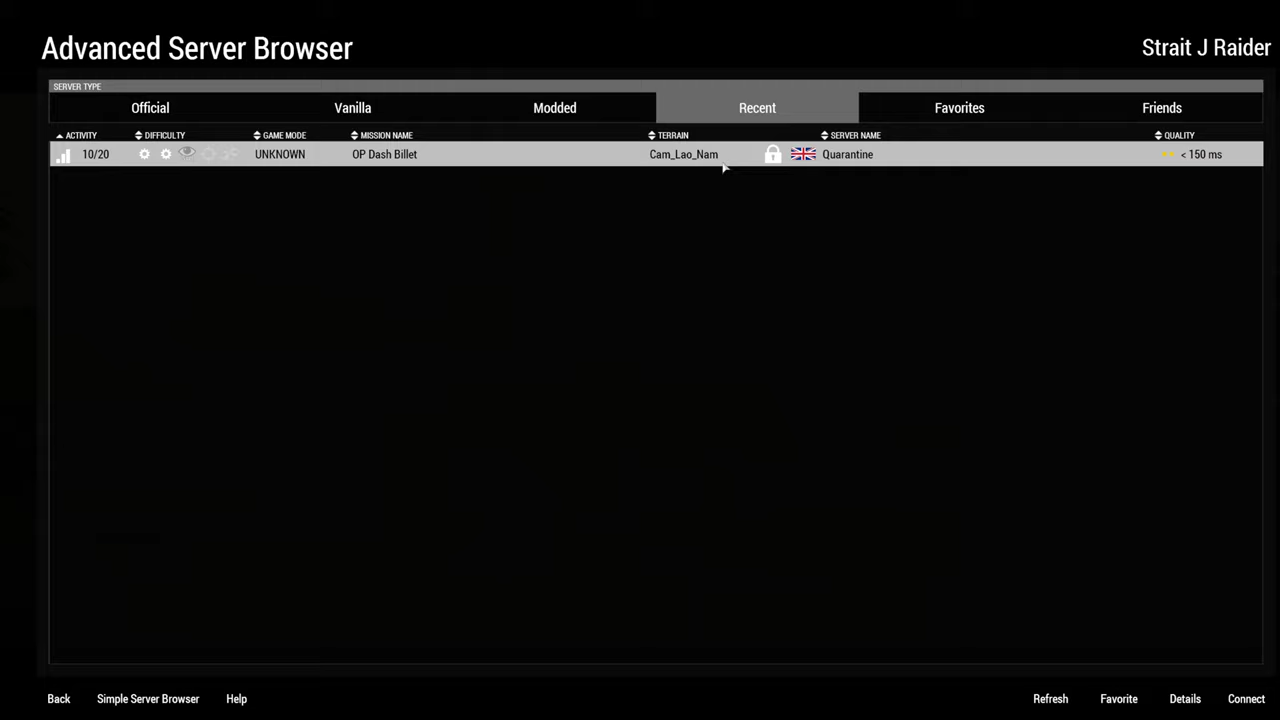 Advanced Server Browser
Strait J Raider
SERVER TYPE
Official Vanilla Modded Recent Favorites Friends
ACTIVITY DIFFICULTY GAME MODE MISSION NAME TERRAIN SERVER NAME QUALITY
10/20 UNKNOWN OP Dash Billet Cam_Lao_Nam Quarantine < 150 ms
Back Simple Server Browser Help Refresh Favorite Details Connect